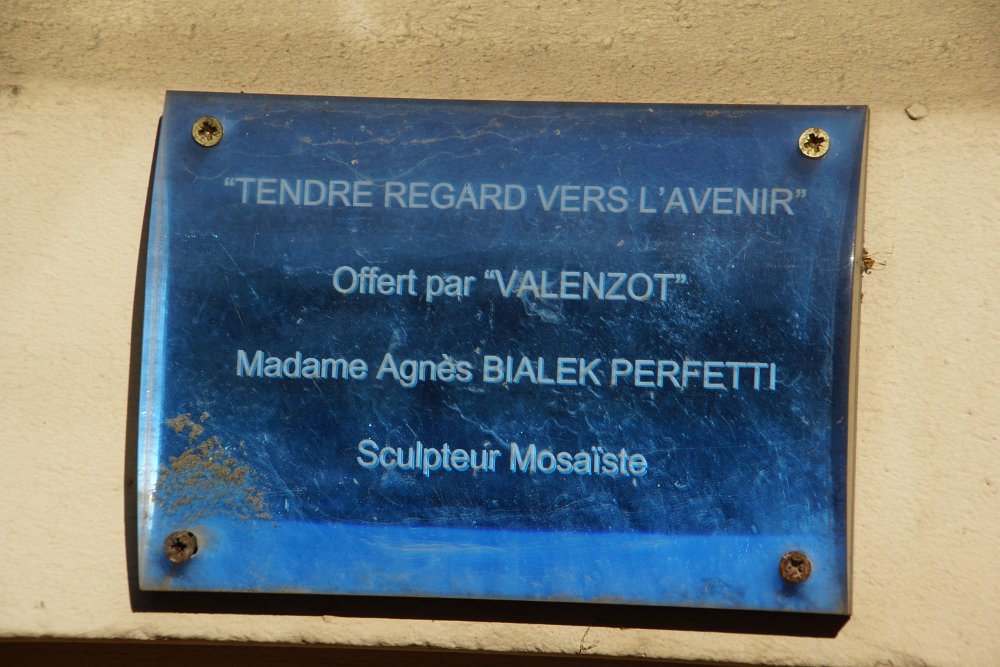 “TENDRE REGARD VERS L’AVENIR”
Offert par “VALENZOT”
Madame Agnès BIALEK PERFETTI
Sculpteur Mosaïste